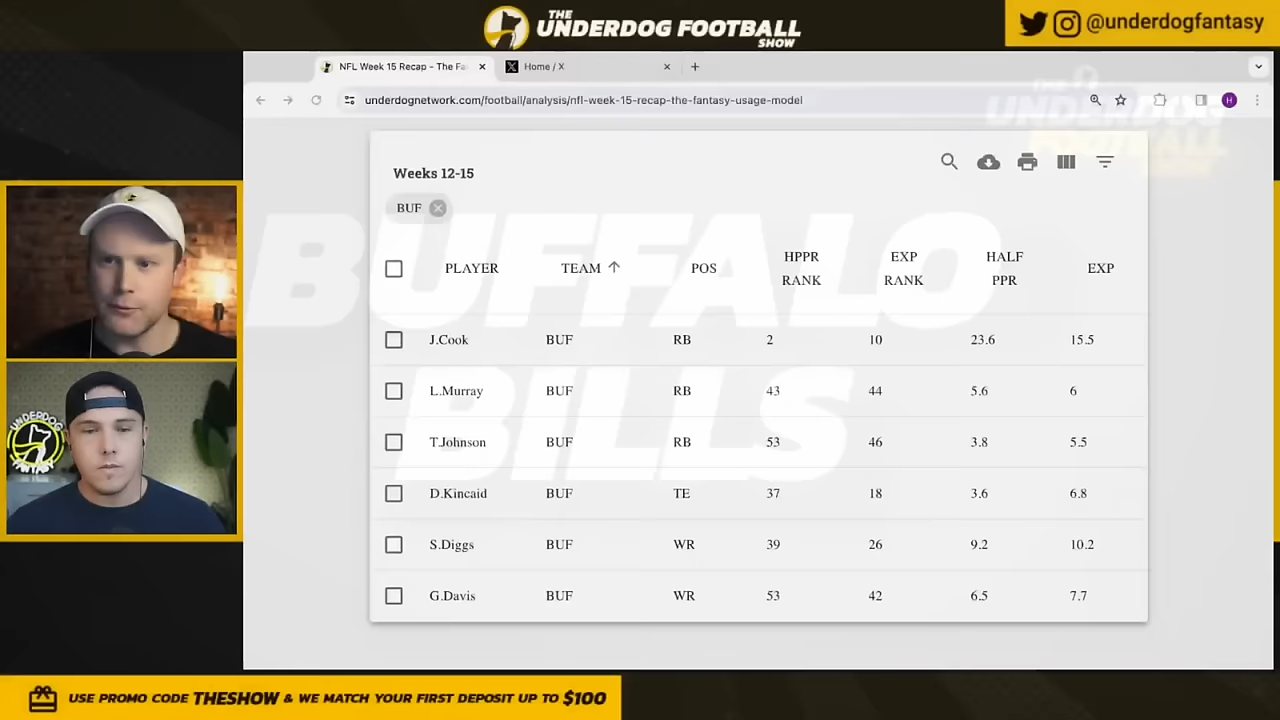 THE
UNDERDOG FOOTBALL
SHOW
@underdogfantasy
NFL Week 15 Recap - The Fa
Home / X
underdognetwork.com/football/analysis/nfl-week-15-recap-the-fantasy-usage-model
H
THE
UNDERDOG
FOOTBALL
Weeks 12-15
BUF
BUFFALO
BILLS
PLAYER TEAM POS HPPR RANK EXP RANK HALF PPR EXP
J.Cook BUF RB 2 10 23.6 15.5
L.Murray BUF RB 43 44 5.6 6
T.Johnson BUF RB 53 46 3.8 5.5
D.Kincaid BUF TE 37 18 3.6 6.8
S.Diggs BUF WR 39 26 9.2 10.2
G.Davis BUF WR 53 42 6.5 7.7
UNDERDOG
FANTASY
USE PROMO CODE THESHOW & WE MATCH YOUR FIRST DEPOSIT UP TO $100